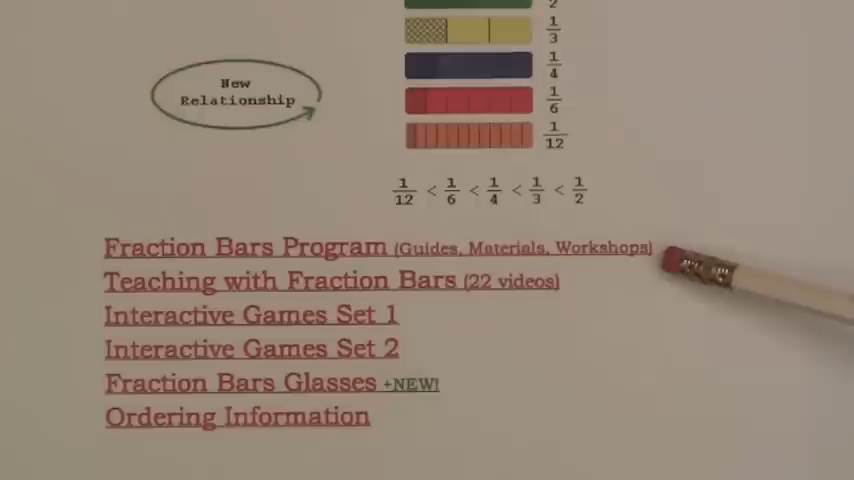 2
1/3
1/4
New
Relationship
1/6
1/12
1/12 < 1/6 < 1/4 < 1/3 < 1/2
Fraction Bars Program (Guides, Materials, Workshops)
Teaching with Fraction Bars (22 videos)
Interactive Games Set 1
Interactive Games Set 2
Fraction Bars Glasses +NEW!
Ordering Information